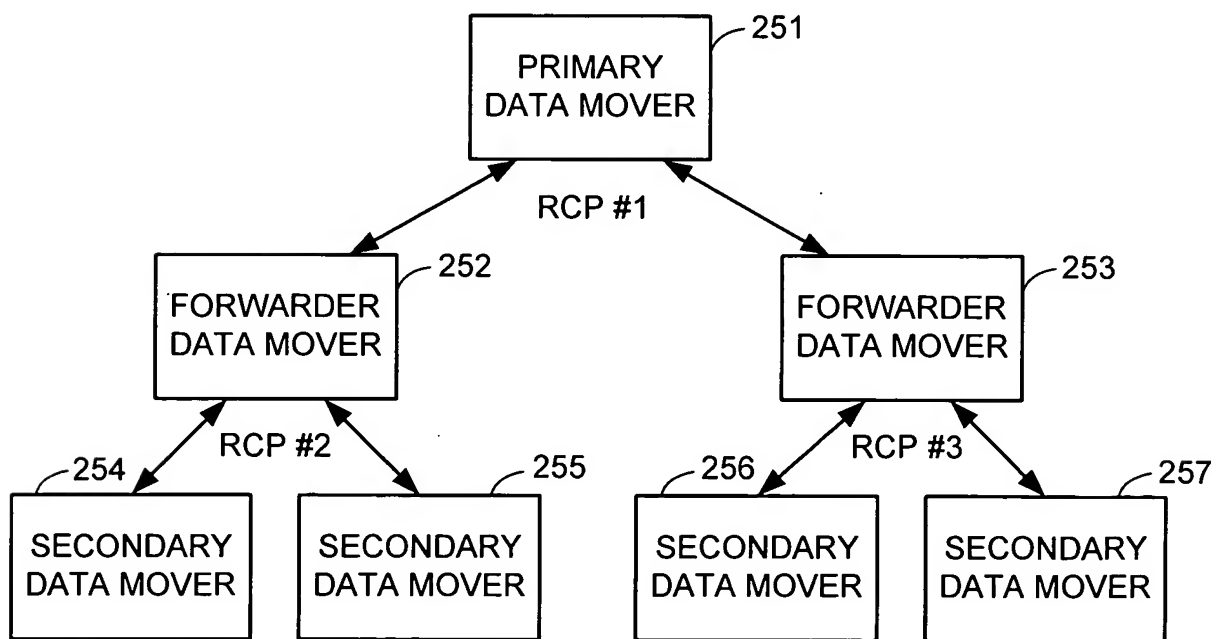 251
PRIMARY
DATA MOVER
RCP #1
252
FORWARDER
DATA MOVER
253
FORWARDER
DATA MOVER
RCP #2
RCP #3
254
SECONDARY
DATA MOVER
255
SECONDARY
DATA MOVER
256
SECONDARY
DATA MOVER
257
SECONDARY
DATA MOVER